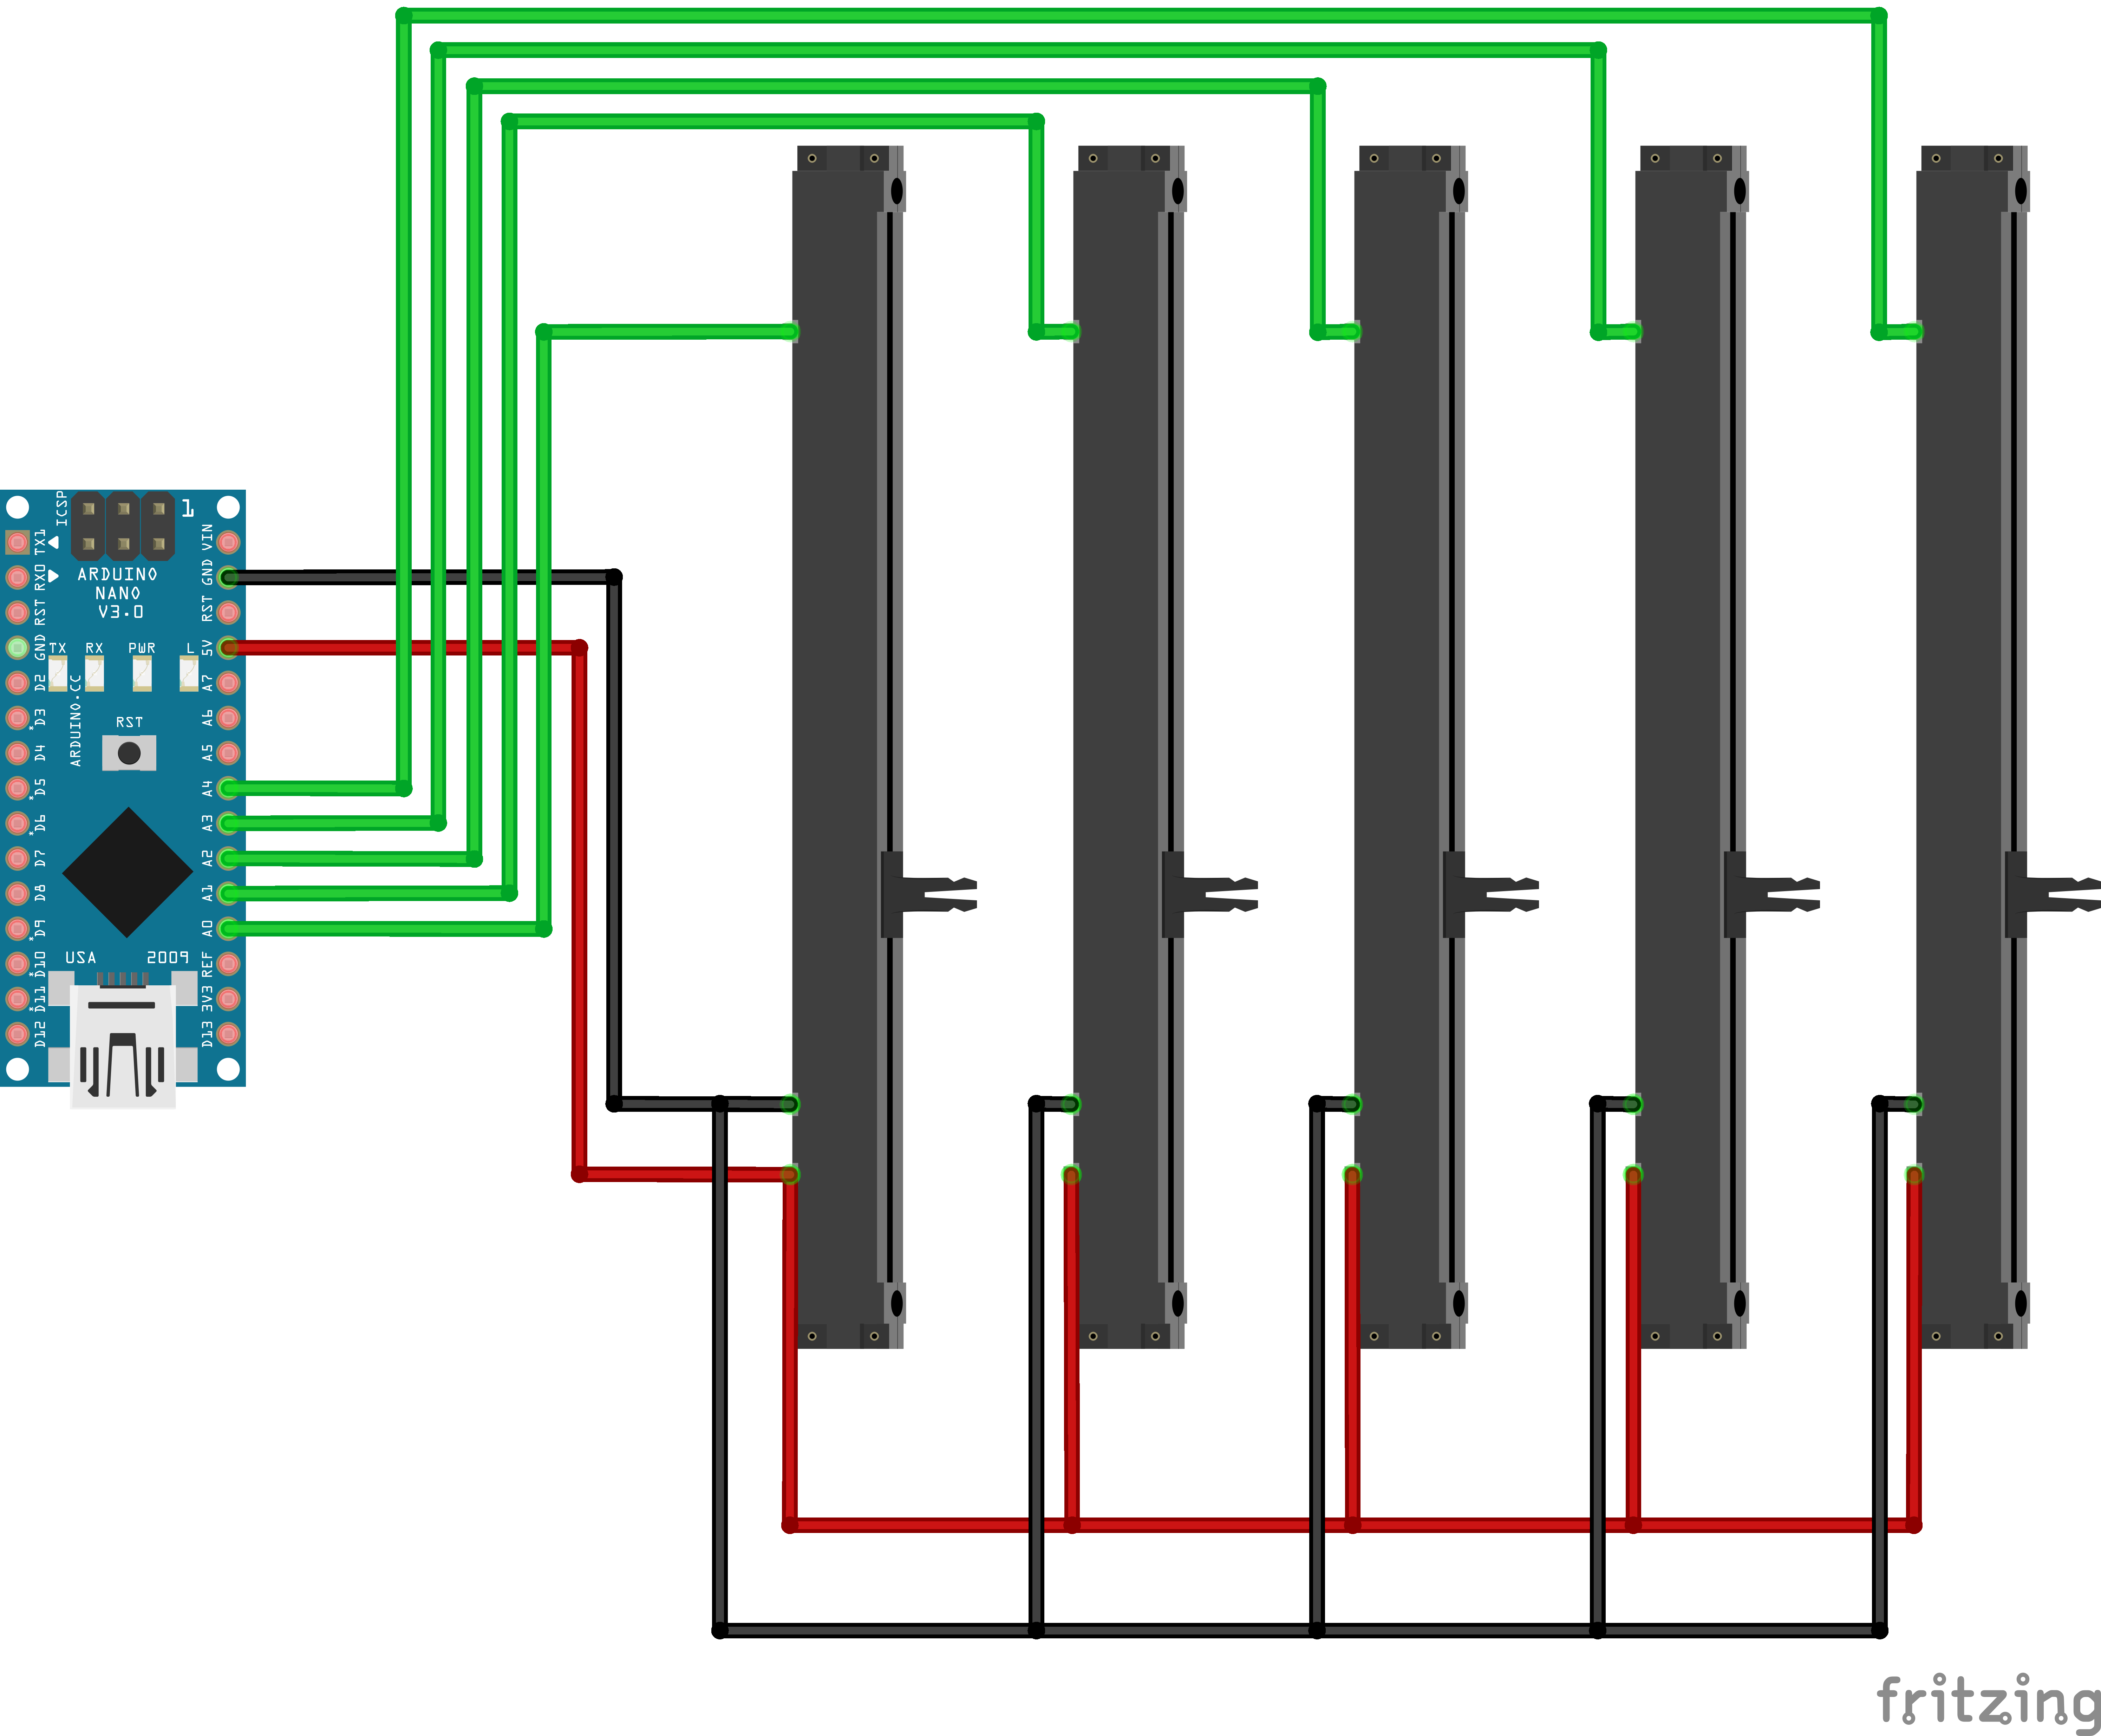 ICSP
1
TX1
RX0
RST
GND
D2
*D3
D4
*D5
*D6
D7
D8
*D9
*D10
*D11
D12
VIN
GND
RST
5V
A7
A6
A5
A4
A3
A2
A1
A0
REF
3V3
D13
ARDUINO
NANO
V3.0
TX RX PWR L
ARDUINO.CC
RST
USA 2009
fritzing